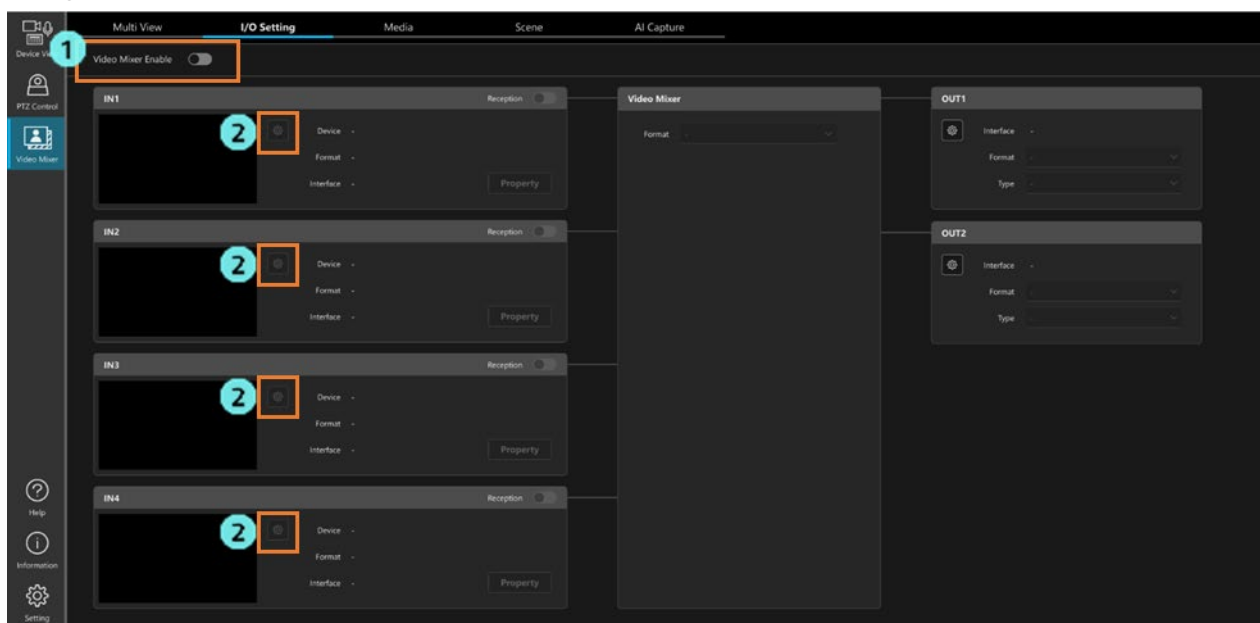 Multi View I/O Setting Media Scene AI Capture
Device Vi
1
Video Mixer Enable
PTZ Control
Video Mixer
IN1 Reception
2
Device -
Format -
Interface -
Property
IN2 Reception
2
Device -
Format -
Interface -
Property
IN3 Reception
2
Device -
Format -
Interface -
Property
IN4 Reception
2
Device -
Format -
Interface -
Property
Video Mixer
Format -
OUT1
Interface -
Format -
Type -
OUT2
Interface -
Format -
Type -
Help
Information
Setting